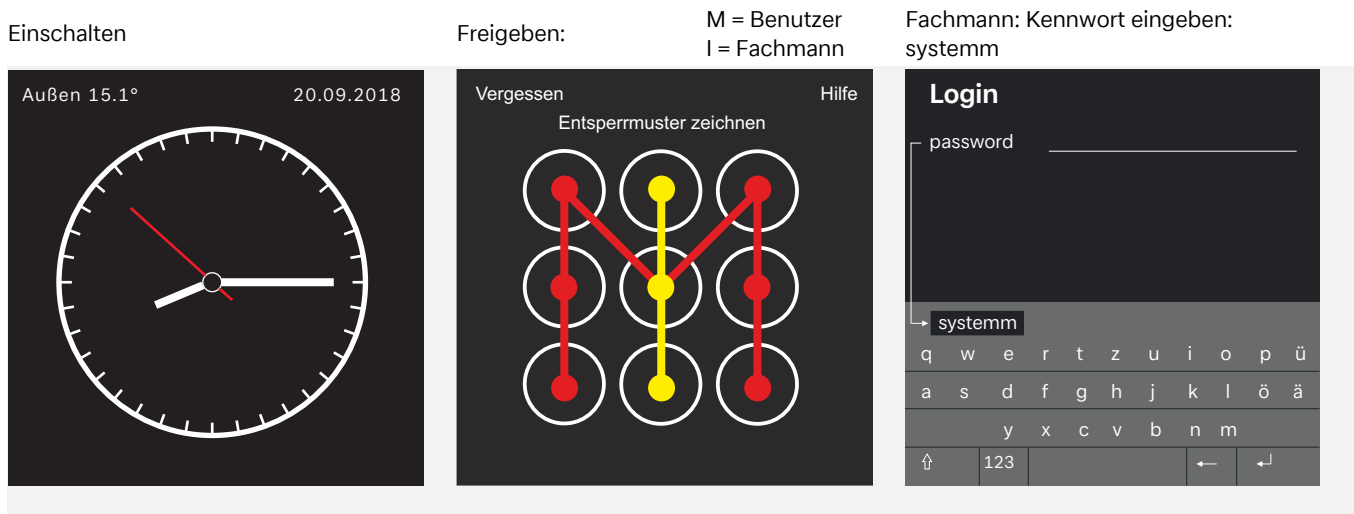 Einschalten
Freigeben:
M = Benutzer
I = Fachmann
Fachmann: Kennwort eingeben:
systemm
Außen 15.1°
20.09.2018
Vergessen
Hilfe
Entsperrmuster zeichnen
Login
password
systemm
q w e r t z u i o p ü
a s d f g h j k l ö ä
y x c v b n m
⇧ 123 ← ↵